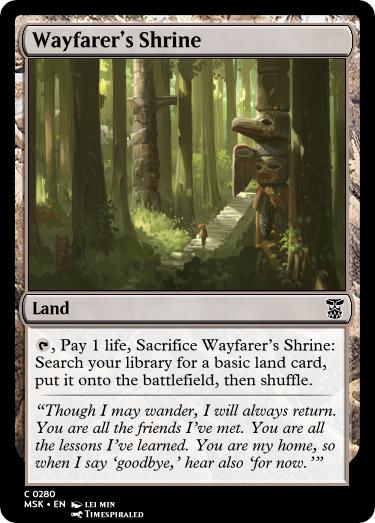 Wayfarer's Shrine
Land
, Pay 1 life, Sacrifice Wayfarer's Shrine:
Search your library for a basic land card,
put it onto the battlefield, then shuffle.
“Though I may wander, I will always return.
You are all the friends I've met. You are all
the lessons I've learned. You are my home, so
when I say ‘goodbye,’ hear also ‘for now.’”
C 0280
MSK • EN LEI MIN
TIMESPIRALED